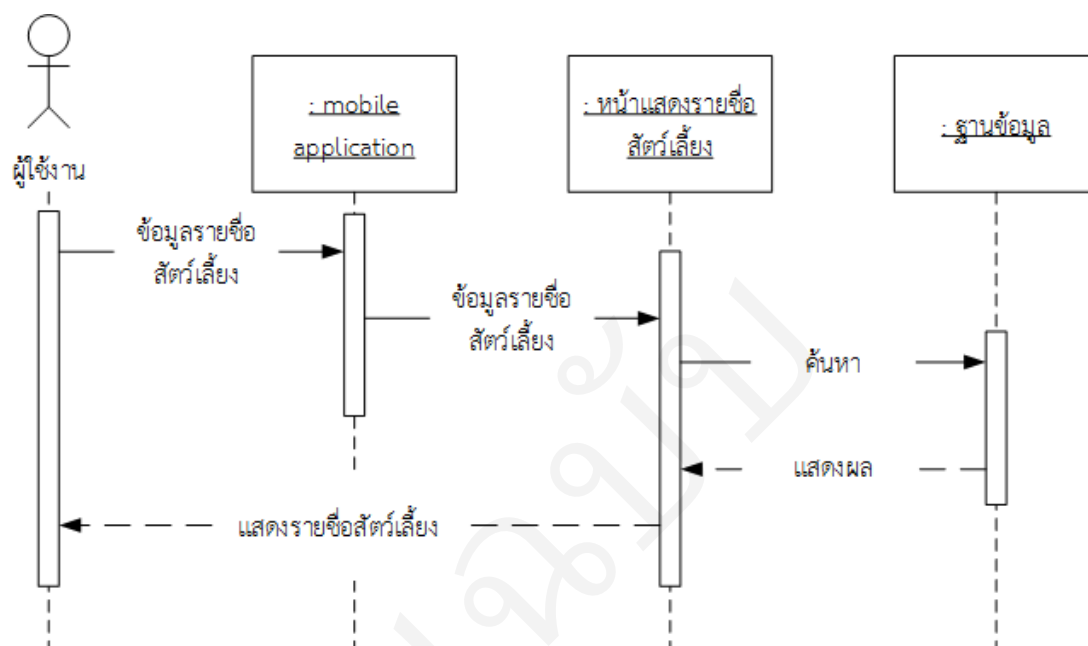 : mobile
application
: หน้าแสดงรายชื่อ
สัตว์เลี้ยง
: ฐานข้อมูล
ผู้ใช้งาน
ข้อมูลรายชื่อ
สัตว์เลี้ยง
ข้อมูลรายชื่อ
สัตว์เลี้ยง
ค้นหา
แสดงผล
แสดงรายชื่อสัตว์เลี้ยง